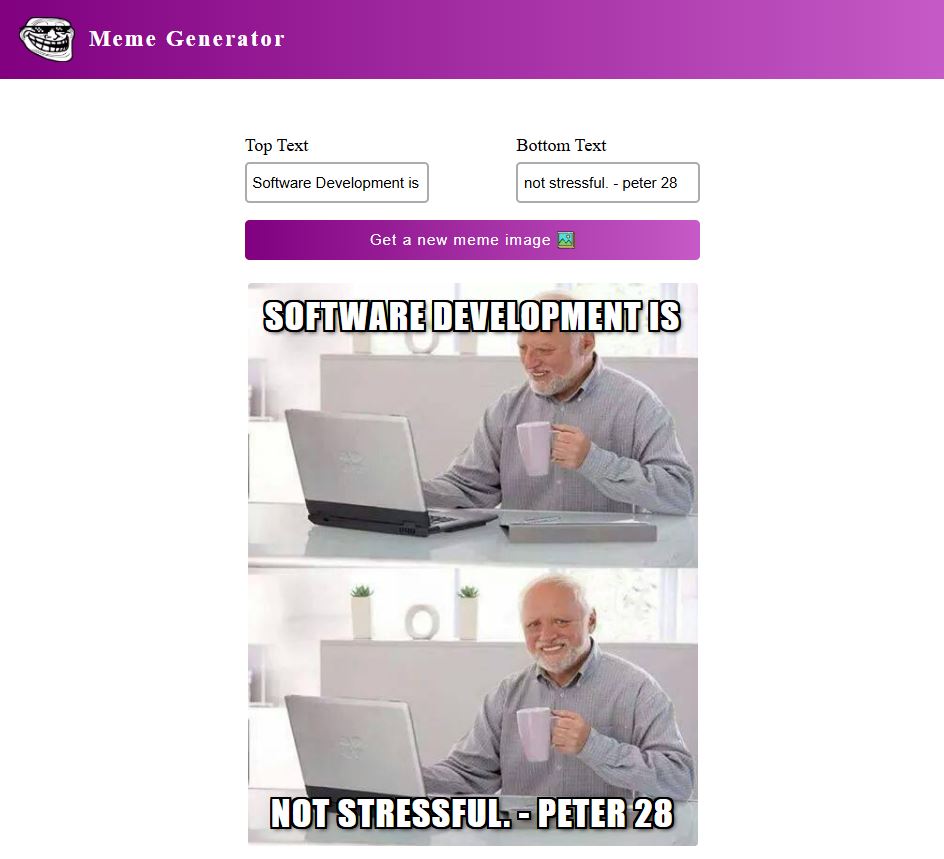 Meme Generator
Top Text
Bottom Text
Software Development is
not stressful. - peter 28
Get a new meme image 🖼️
SOFTWARE DEVELOPMENT IS
NOT STRESSFUL. - PETER 28